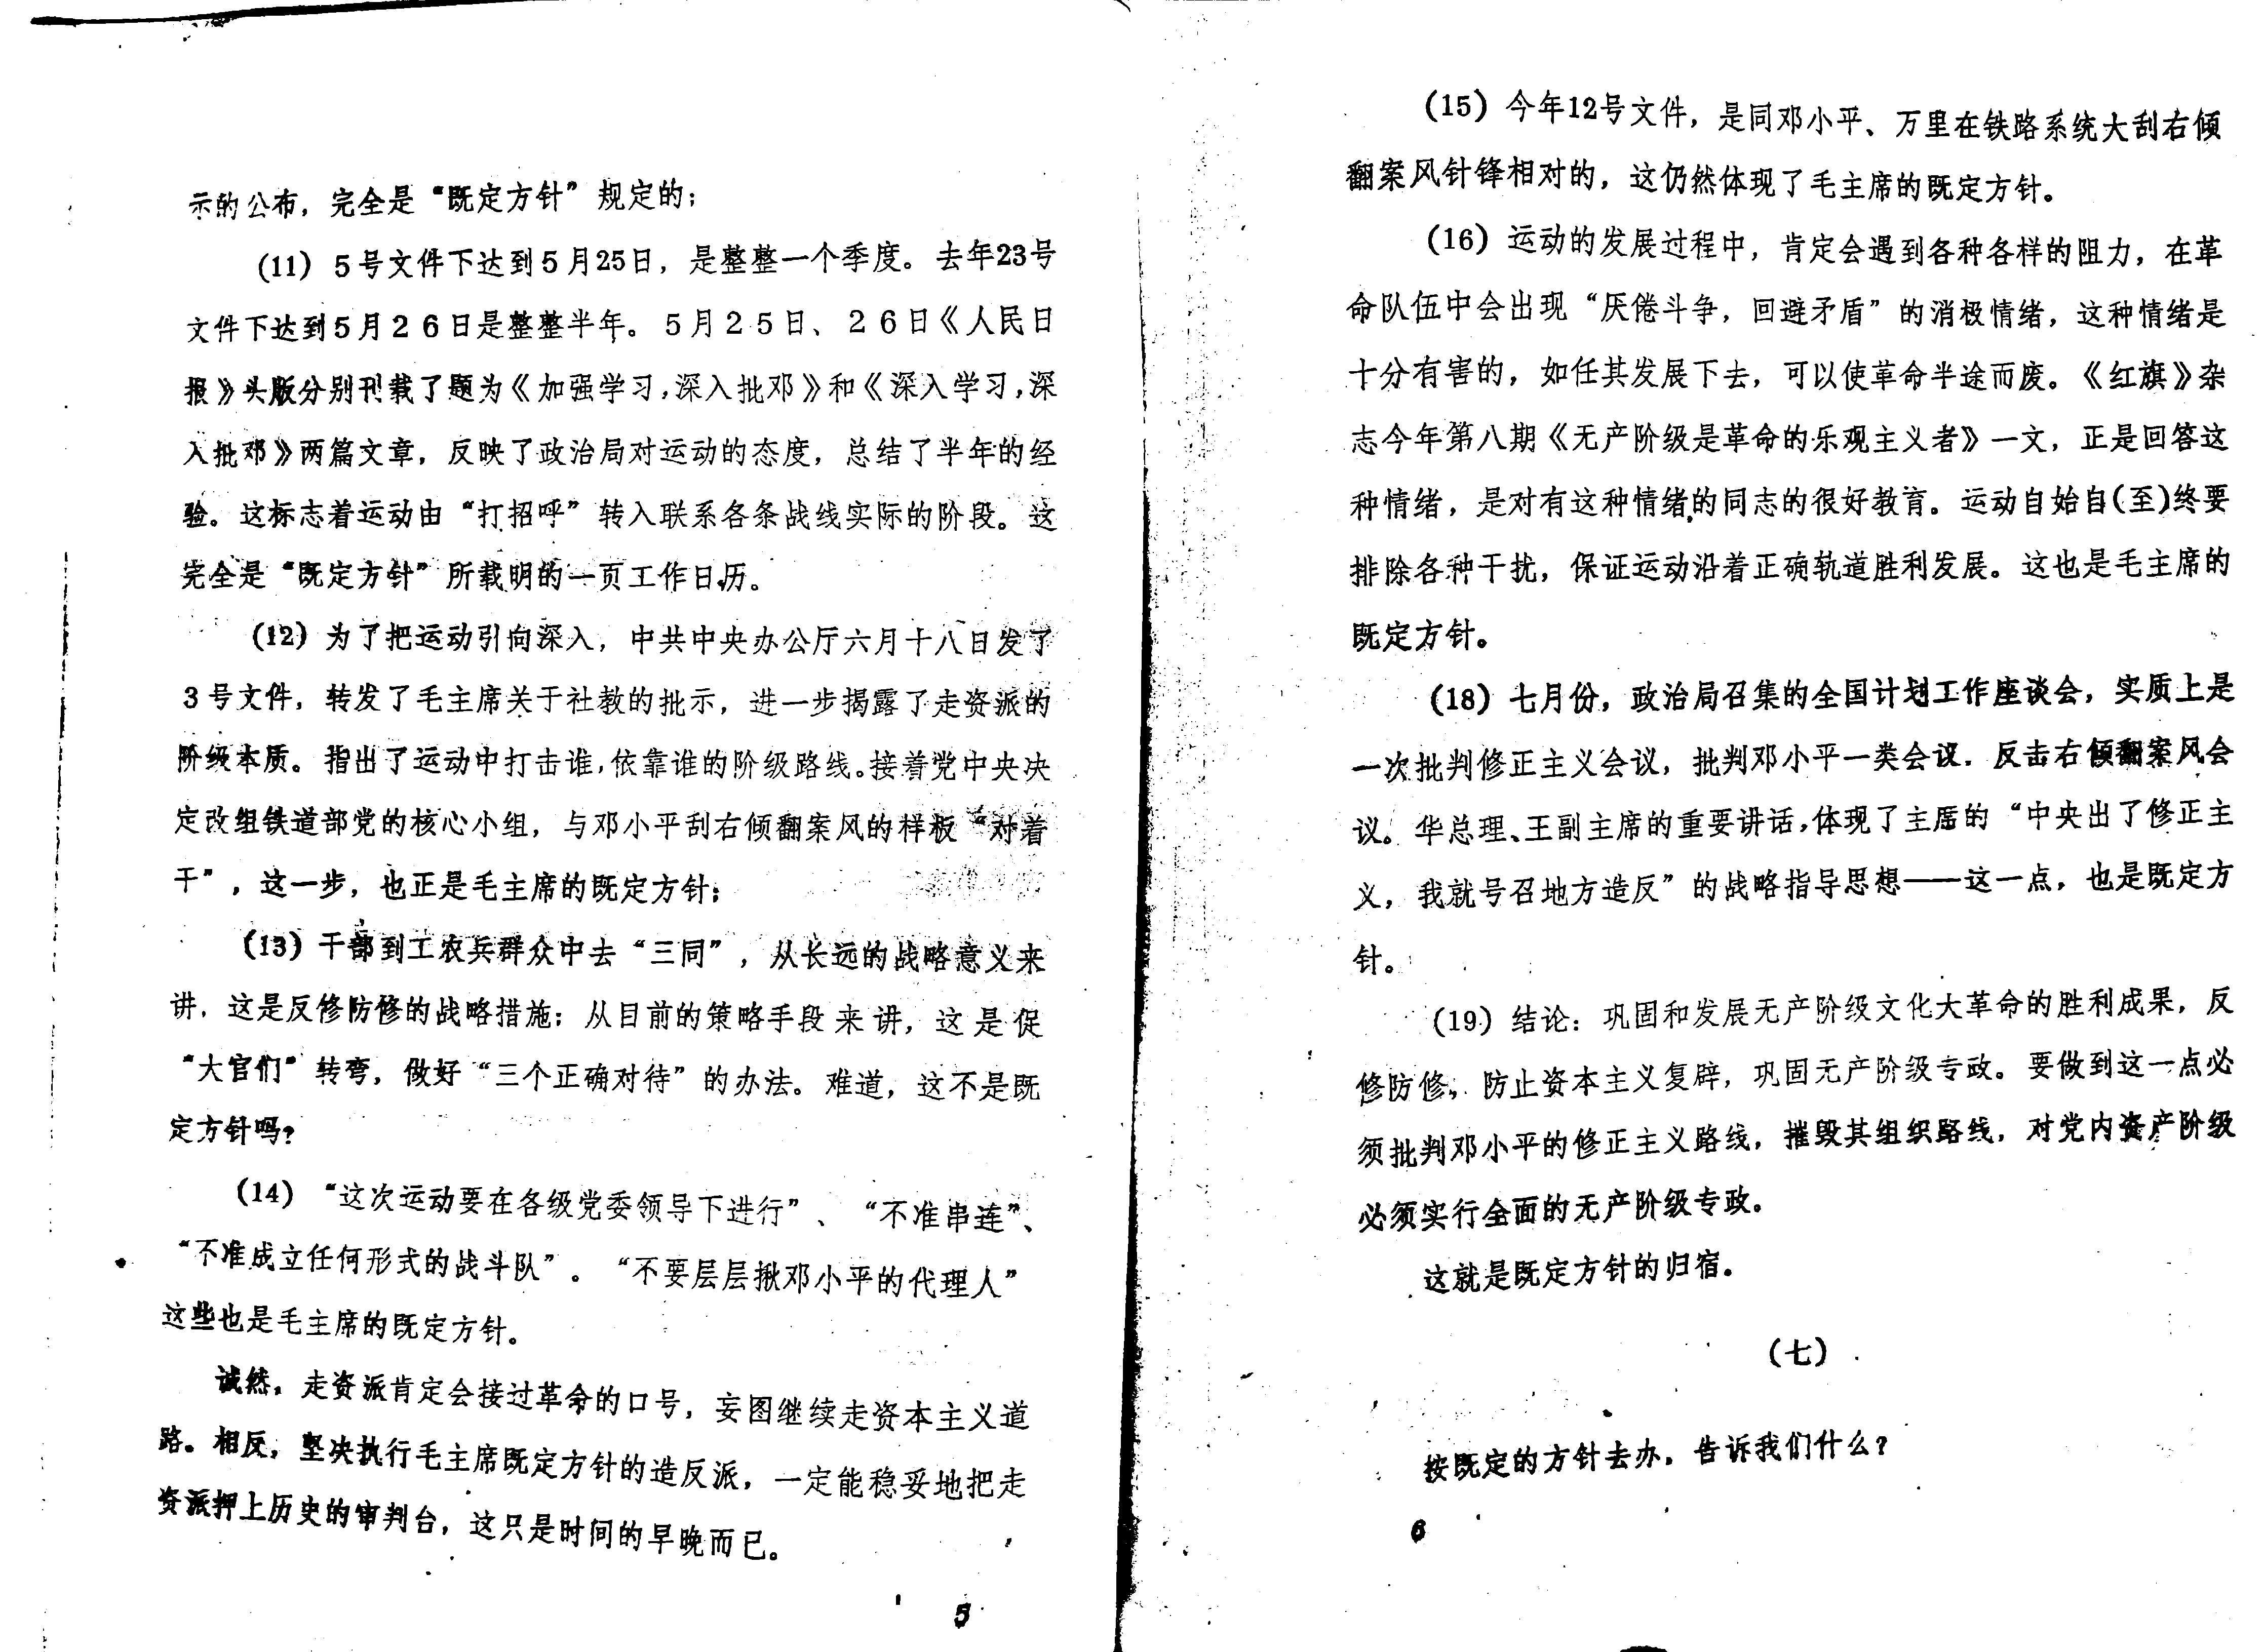 示的公布，完全是“既定方针”规定的；
(11) 5号文件下达到5月25日，是整整一个季度。去年23号
文件下达到5月26日是整整半年。5月25日、26日《人民日
报》头版分别刊载了题为《加强学习，深入批邓》和《深入学习，深
入批邓》两篇文章，反映了政治局对运动的态度，总结了半年的经
验。这标志着运动由“打招呼”转入联系各条战线实际的阶段。这
完全是“既定方针”所载明的一页工作日历。
(12) 为了把运动引向深入，中共中央办公厅六月十八日发了
3号文件，转发了毛主席关于社教的批示，进一步揭露了走资派的
阶级本质。指出了运动中打击谁，依靠谁的阶级路线。接着党中央决
定改组铁道部党的核心小组，与邓小平刮右倾翻案风的样板“对着
干”，这一步，也正是毛主席的既定方针；
(13) 干部到工农兵群众中去“三同”，从长远的战略意义来
讲，这是反修防修的战略措施；从目前的策略手段来讲，这是促
“大官们”转弯，做好“三个正确对待”的办法。难道，这不是既
定方针吗？
(14) “这次运动要在各级党委领导下进行”、“不准串连”、
“不准成立任何形式的战斗队”。“不要层层揪邓小平的代理人”
这些也是毛主席的既定方针。
诚然，走资派肯定会接过革命的口号，妄图继续走资本主义道
路。相反，坚决执行毛主席既定方针的造反派，一定能稳妥地把走
资派押上历史的审判台，这只是时间的早晚而已。
5
(15) 今年12号文件，是同邓小平、万里在铁路系统大刮右倾
翻案风针锋相对的，这仍然体现了毛主席的既定方针。
(16) 运动的发展过程中，肯定会遇到各种各样的阻力，在革
命队伍中会出现“厌倦斗争，回避矛盾”的消极情绪，这种情绪是
十分有害的，如任其发展下去，可以使革命半途而废。《红旗》杂
志今年第八期《无产阶级是革命的乐观主义者》一文，正是回答这
种情绪，是对有这种情绪的同志的很好教育。运动自始自(至)终要
排除各种干扰，保证运动沿着正确轨道胜利发展。这也是毛主席的
既定方针。
(18) 七月份，政治局召集的全国计划工作座谈会，实质上是
一次批判修正主义会议，批判邓小平一类会议．反击右倾翻案风会
议。华总理、王副主席的重要讲话，体现了主席的“中央出了修正主
义，我就号召地方造反”的战略指导思想——这一点，也是既定方
针。
(19) 结论：巩固和发展无产阶级文化大革命的胜利成果，反
修防修，防止资本主义复辟，巩固无产阶级专政。要做到这一点必
须批判邓小平的修正主义路线，摧毁其组织路线，对党内资产阶级
必须实行全面的无产阶级专政。
这就是既定方针的归宿。
(七)
按既定的方针去办，告诉我们什么？
6